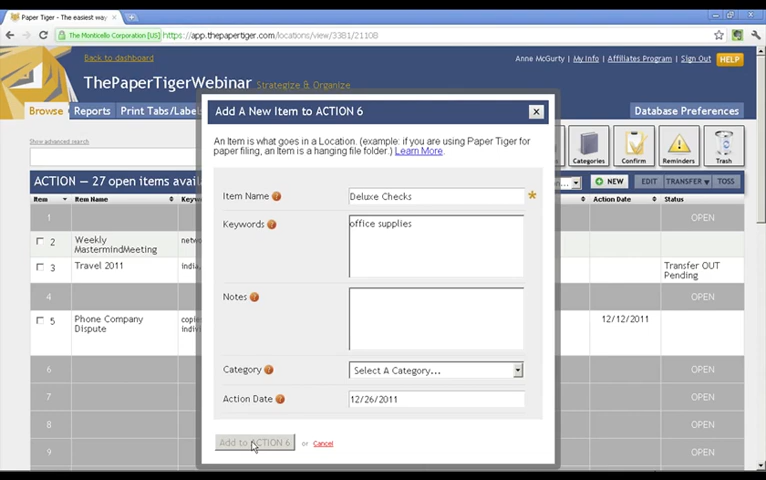 Paper Tiger - The easiest way
The Monticello Corporation [US] https://app.thepapertiger.com/locations/view/3381/21108
Back to dashboard
Anne McGurty | My Info | Affiliates Program | Sign Out HELP
ThePaperTigerWebinar Strategize & Organize
Browse Reports Print Tabs/Labels Database Preferences
Show advanced search
Categories Confirm Reminders Trash
ACTION — 27 open items avail
NEW EDIT TRANSFER TOSS
Item Item Name Keyw Action Date Status
1 OPEN
2 Weekly MastermindMeeting netwo
3 Travel 2011 india, Transfer OUT Pending
4 OPEN
5 Phone Company Dispute copier indivi 12/12/2011
6 OPEN
7 OPEN
8 OPEN
9 OPEN
Add A New Item to ACTION 6
An Item is what goes in a Location. (example: if you are using Paper Tiger for
paper filing, an Item is a hanging file folder.) Learn More.
Item Name Deluxe Checks *
Keywords office supplies
Notes
Category Select A Category...
Action Date 12/26/2011
Add to ACTION 6 or Cancel